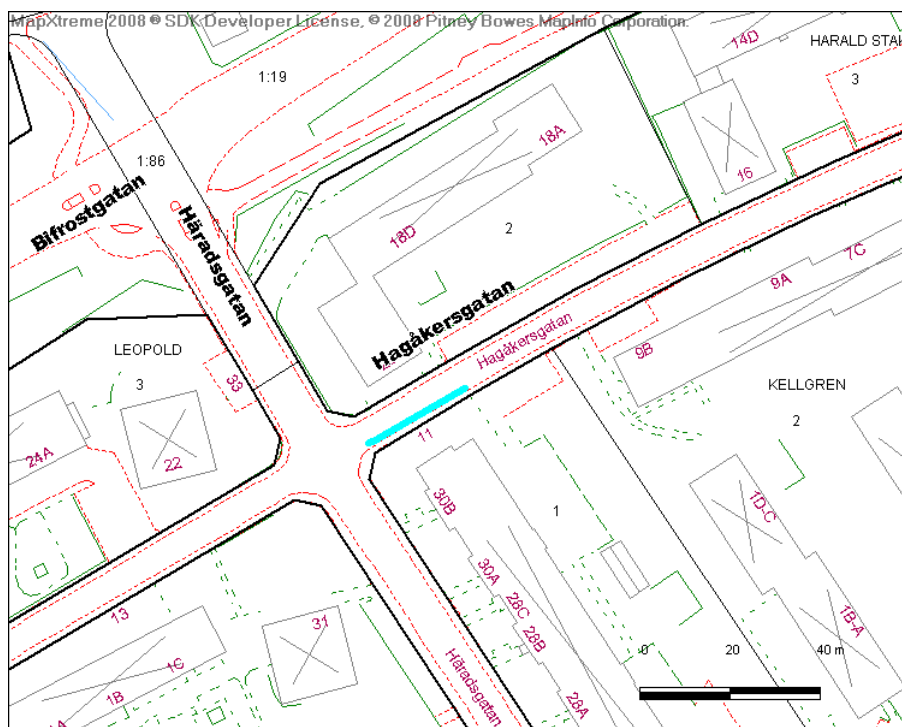 MapXtreme 2008 ® SDK Developer License, © 2008 Pitney Bowes MapInfo Corporation.
14D
HARALD STAK
3
1:19
18A
1:86
16
Bifrostgatan
Häradsgatan
18D
2
7C
9A
Hagåkersgatan
Hagåkersgatan
9B
LEOPOLD
3
33
KELLGREN
2
11
24A
22
30B
1D-C
1
30A
28C
28B
13
31
1B-A
1C
1B
Häradsgatan
28A
0 20 40 m